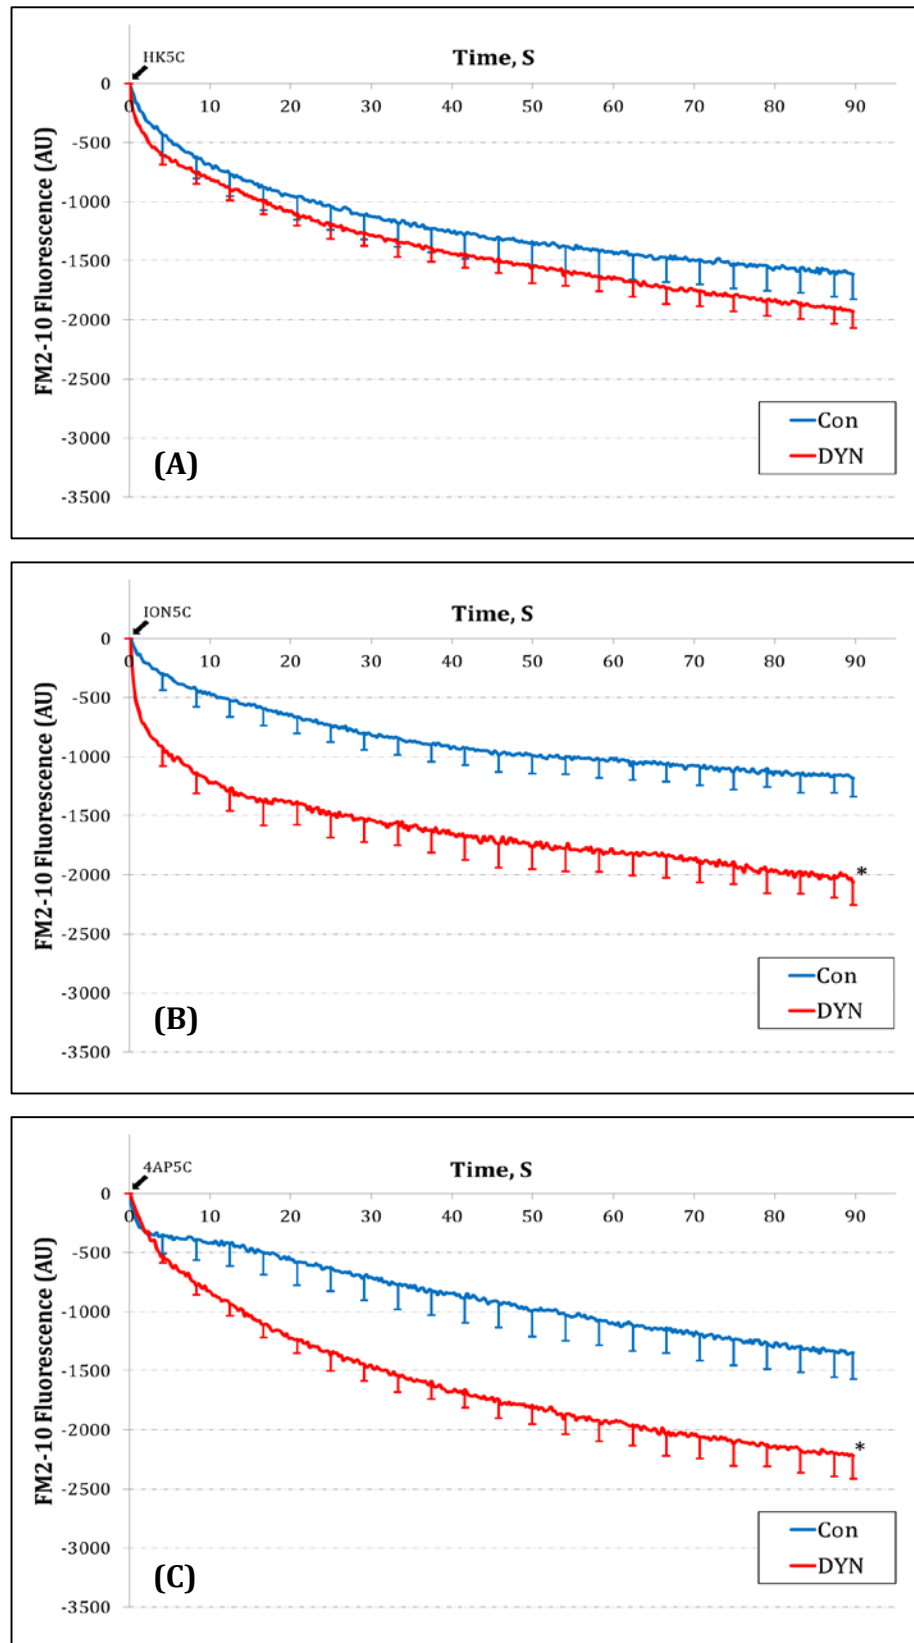 HK5C
Time, S
0
0 10 20 30 40 50 60 70 80 90
-500
-1000
-1500
-2000
-2500
-3000
-3500
FM2-10 Fluorescence (AU)
Con
DYN
(A)
ION5C
Time, S
0
0 10 20 30 40 50 60 70 80 90
-500
-1000
-1500
-2000
-2500
-3000
-3500
FM2-10 Fluorescence (AU)
*
Con
DYN
(B)
4AP5C
Time, S
0
0 10 20 30 40 50 60 70 80 90
-500
-1000
-1500
-2000
-2500
-3000
-3500
FM2-10 Fluorescence (AU)
*
Con
DYN
(C)